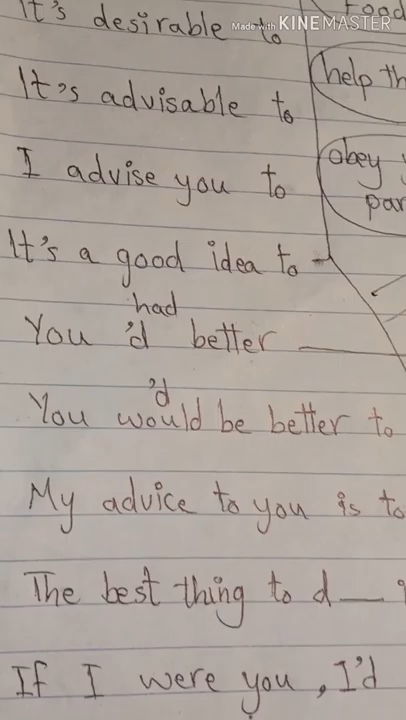 It's desirable to
Food
Made with KINEMASTER
help th
It's advisable to
obey
par
I advise you to
It's a good idea to
had
You 'd better
'd
You would be better to
My advice to you is to
The best thing to d
If I were you, I'd